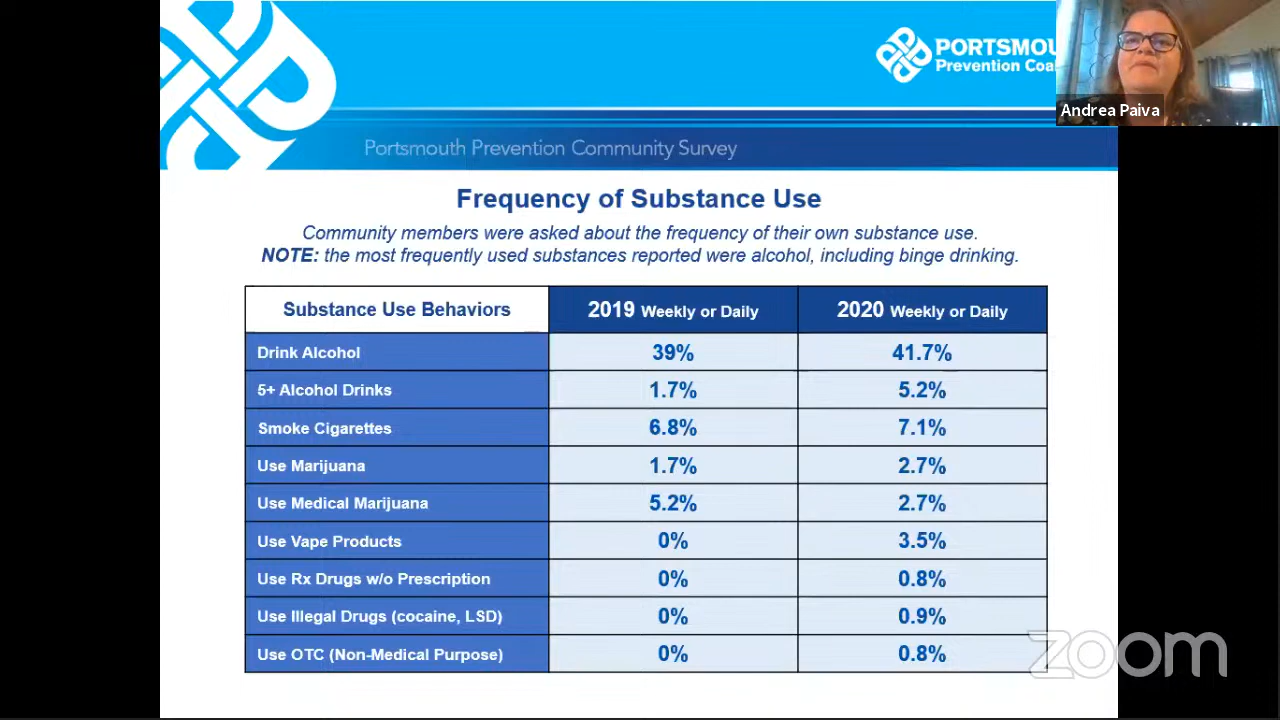 PORTSMOU
Prevention Coa
Andrea Paiva
Portsmouth Prevention Community Survey
Frequency of Substance Use
Community members were asked about the frequency of their own substance use.
NOTE: the most frequently used substances reported were alcohol, including binge drinking.
Substance Use Behaviors 2019 Weekly or Daily 2020 Weekly or Daily
Drink Alcohol 39% 41.7%
5+ Alcohol Drinks 1.7% 5.2%
Smoke Cigarettes 6.8% 7.1%
Use Marijuana 1.7% 2.7%
Use Medical Marijuana 5.2% 2.7%
Use Vape Products 0% 3.5%
Use Rx Drugs w/o Prescription 0% 0.8%
Use Illegal Drugs (cocaine, LSD) 0% 0.9%
Use OTC (Non-Medical Purpose) 0% 0.8%
zoom